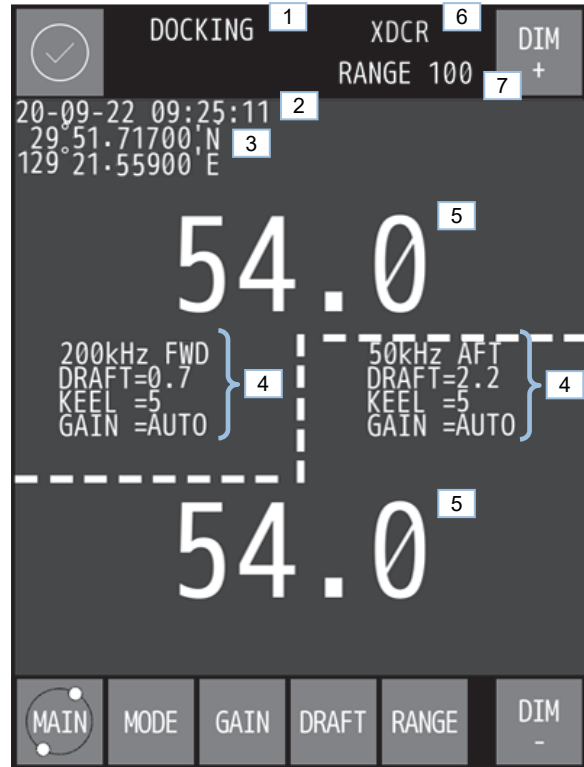 DOCKING 1
XDCR 6
DIM
+
RANGE 100 7
20-09-22 09:25:11 2
29°51.71700'N 3
129°21.55900'E
54.0 5
200kHz FWD
DRAFT=0.7
KEEL =5
GAIN =AUTO
4
50kHz AFT
DRAFT=2.2
KEEL =5
GAIN =AUTO
4
54.0 5
MAIN MODE GAIN DRAFT RANGE
DIM
-